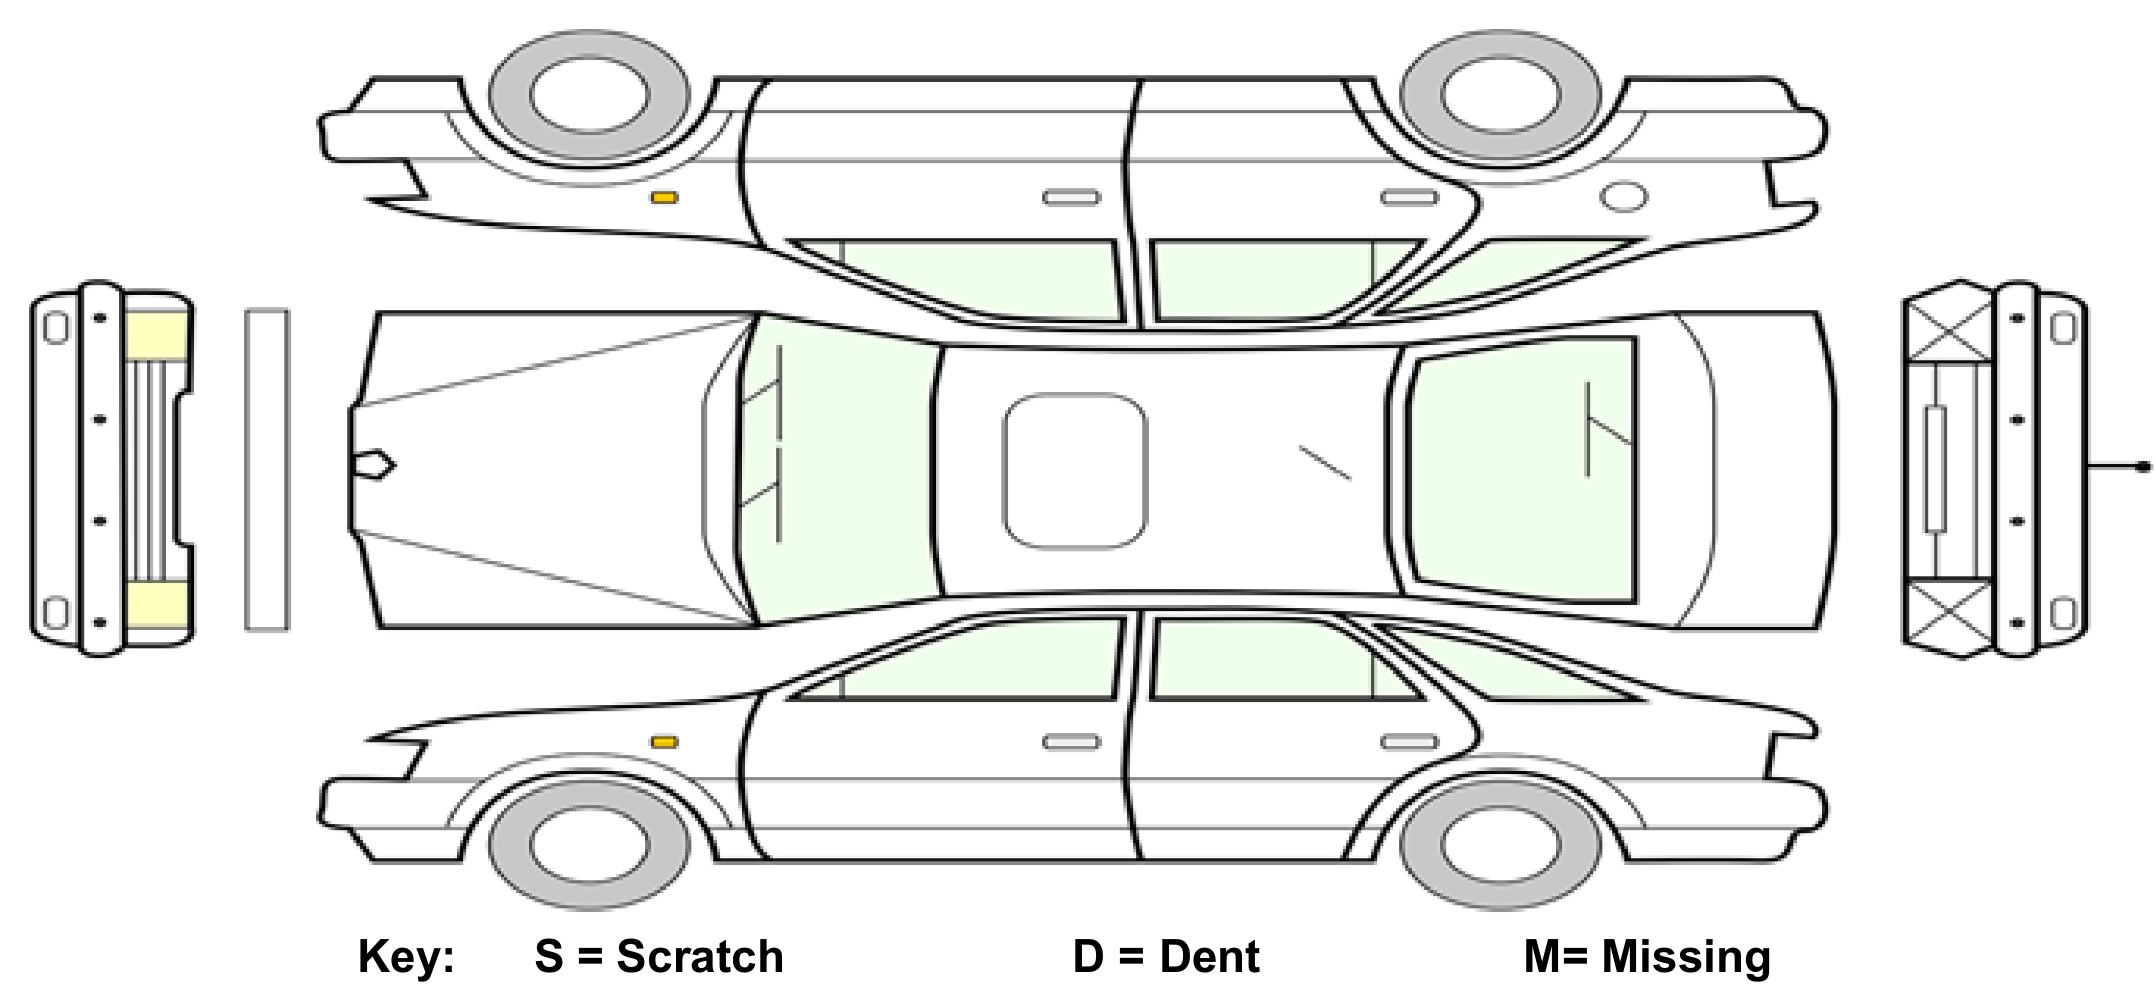 Key: S = Scratch D = Dent M= Missing